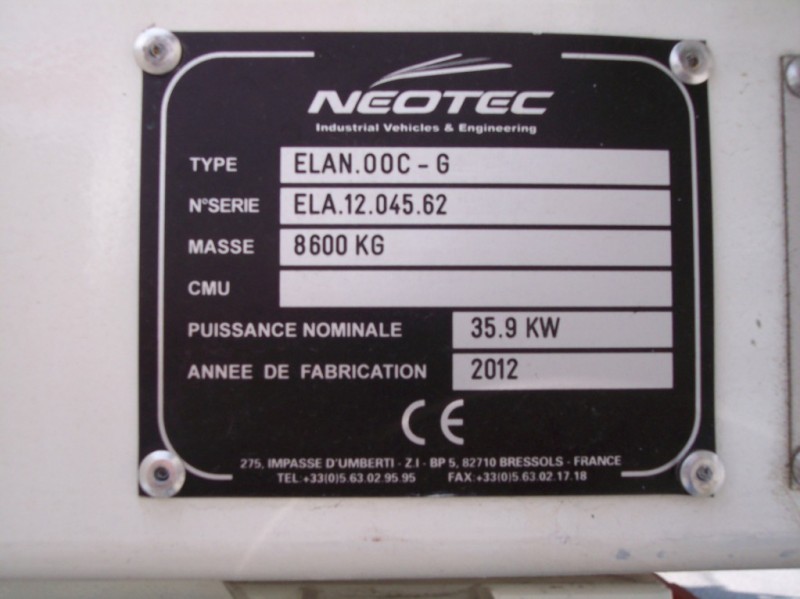 NEOTEC
Industrial Vehicles & Engineering
TYPE ELAN.00C - G
N°SERIE ELA.12.045.62
MASSE 8600 KG
CMU
PUISSANCE NOMINALE 35.9 KW
ANNEE DE FABRICATION 2012
CE
275, IMPASSE D'UMBERTI - Z.I - BP 5, 82710 BRESSOLS - FRANCE
TEL:+33(0)5.63.02.95.95 FAX:+33(0)5.63.02.17.18